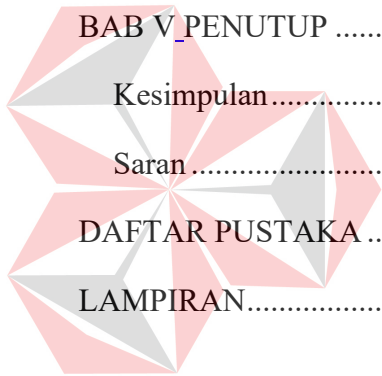 BAB V PENUTUP ......
Kesimpulan..............
Saran.......................
DAFTAR PUSTAKA ..
LAMPIRAN.................